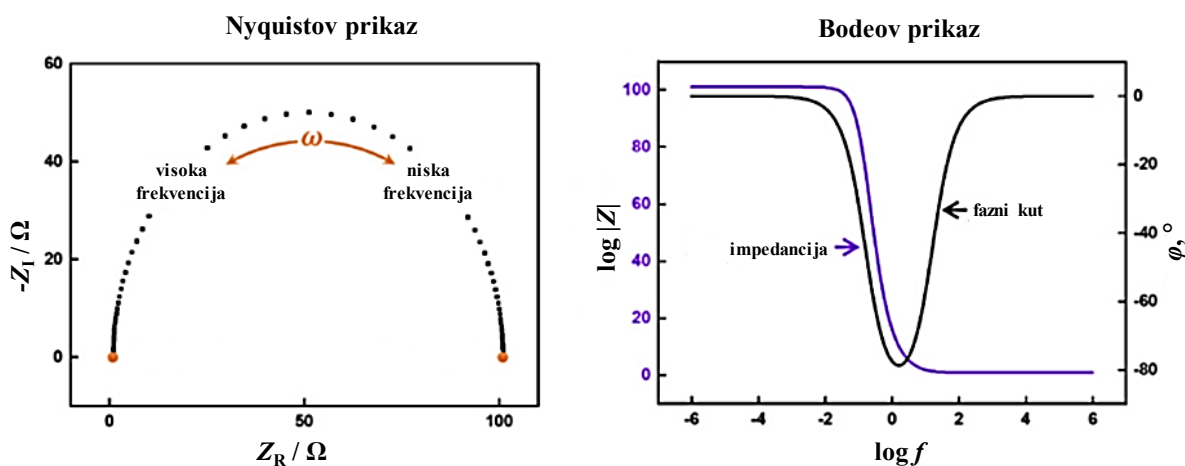 Nyquistov prikaz
60
40
20
0
-Z_I / Ω
ω
visoka
frekvencija
niska
frekvencija
0
50
100
Z_R / Ω
Bodeov prikaz
100
80
60
40
20
0
log |Z|
impedancija
fazni kut
0
-20
-40
-60
-80
φ, °
-6
-4
-2
0
2
4
6
log f